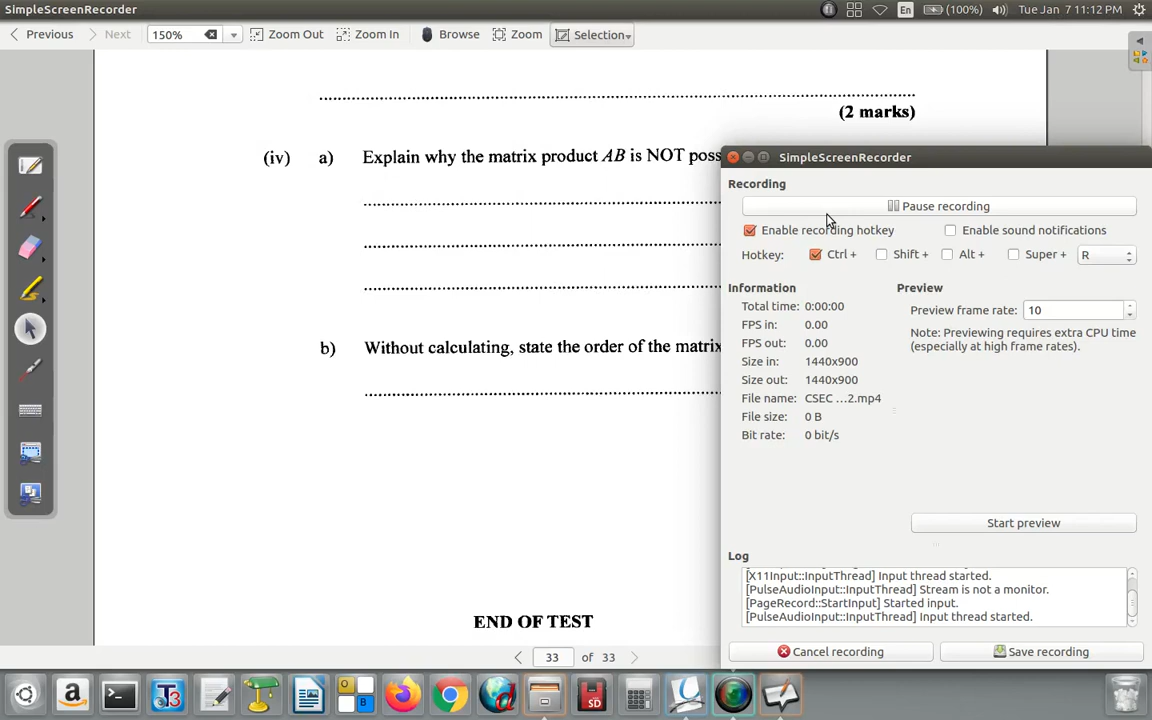 SimpleScreenRecorder
En
(100%)
Tue Jan 7 11:12 PM
Previous
Next
150%
Zoom Out
Zoom In
Browse
Zoom
Selection
(2 marks)
(iv) a) Explain why the matrix product AB is NOT poss
b) Without calculating, state the order of the matrix
END OF TEST
33 of 33
SimpleScreenRecorder
Recording
Pause recording
Enable recording hotkey
Enable sound notifications
Hotkey: Ctrl + Shift + Alt + Super + R
Information
Total time: 0:00:00
FPS in: 0.00
FPS out: 0.00
Size in: 1440x900
Size out: 1440x900
File name: CSEC ...2.mp4
File size: 0 B
Bit rate: 0 bit/s
Preview
Preview frame rate: 10
Note: Previewing requires extra CPU time
(especially at high frame rates).
Start preview
Log
[X11Input::InputThread] Input thread started.
[PulseAudioInput::InputThread] Stream is not a monitor.
[PageRecord::StartInput] Started input.
[PulseAudioInput::InputThread] Input thread started.
Cancel recording
Save recording
T3
SD